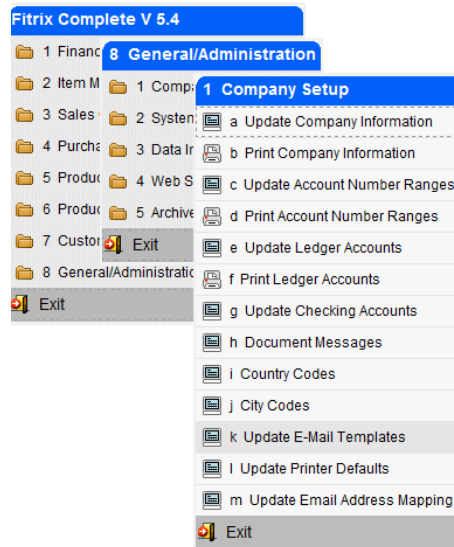 Fitrix Complete V 5.4
1 Financ
2 Item M
3 Sales
4 Purcha
5 Produc
6 Produc
7 Custor
8 General/Administratic
Exit
8 General/Administration
1 Comp
2 System
3 Data Ir
4 Web S
5 Archive
Exit
1 Company Setup
a Update Company Information
b Print Company Information
c Update Account Number Ranges
d Print Account Number Ranges
e Update Ledger Accounts
f Print Ledger Accounts
g Update Checking Accounts
h Document Messages
i Country Codes
j City Codes
k Update E-Mail Templates
l Update Printer Defaults
m Update Email Address Mapping
Exit